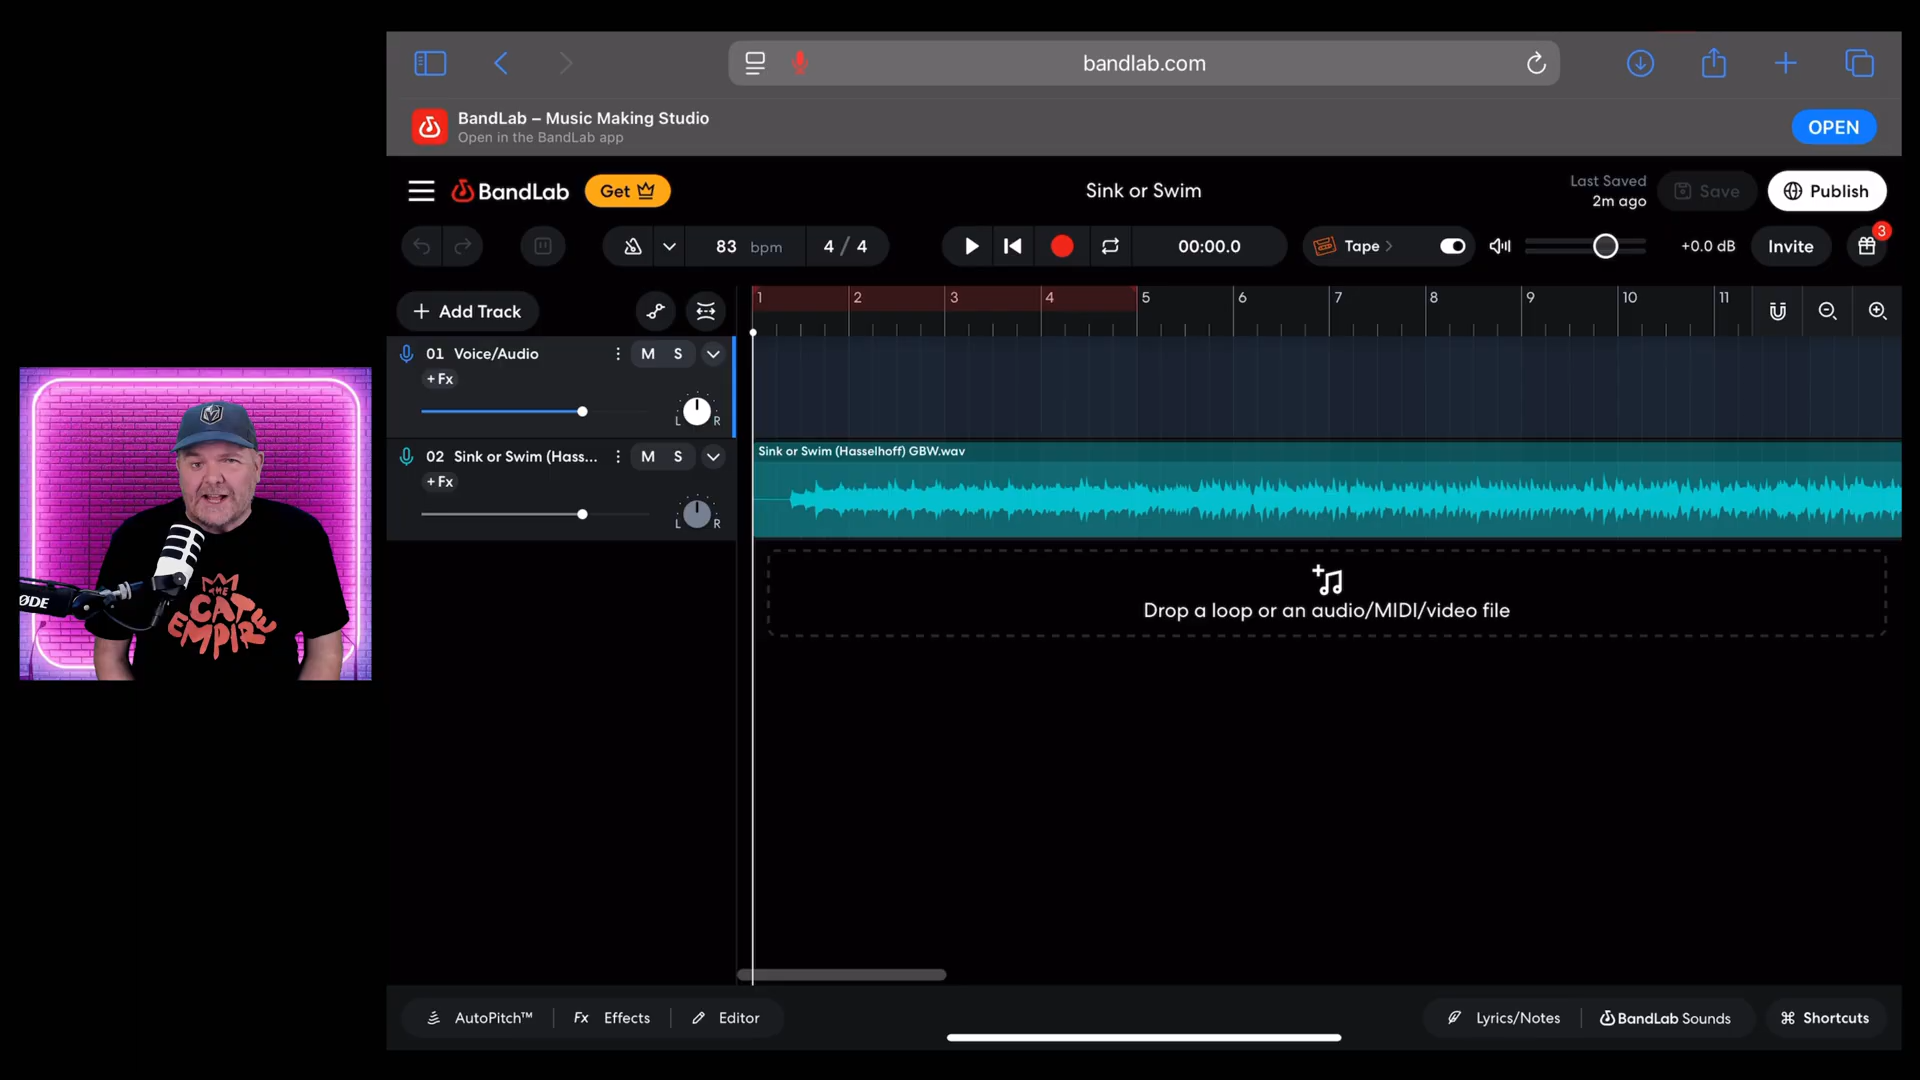 bandlab.com
BandLab – Music Making Studio
Open in the BandLab app
OPEN
BandLab
Get
Sink or Swim
Last Saved
2m ago
Save
Publish
83 bpm
4 / 4
00:00.0
Tape
+0.0 dB
Invite
3
Add Track
1 2 3 4 5 6 7 8 9 10 11
01 Voice/Audio
M S
+ Fx
L R
02 Sink or Swim (Hass...
M S
+ Fx
L R
Sink or Swim (Hasselhoff) GBW.wav
Drop a loop or an audio/MIDI/video file
AutoPitch™
Fx Effects
Editor
Lyrics/Notes
BandLab Sounds
Shortcuts
RØDE
THE
CAT
EMPIRE